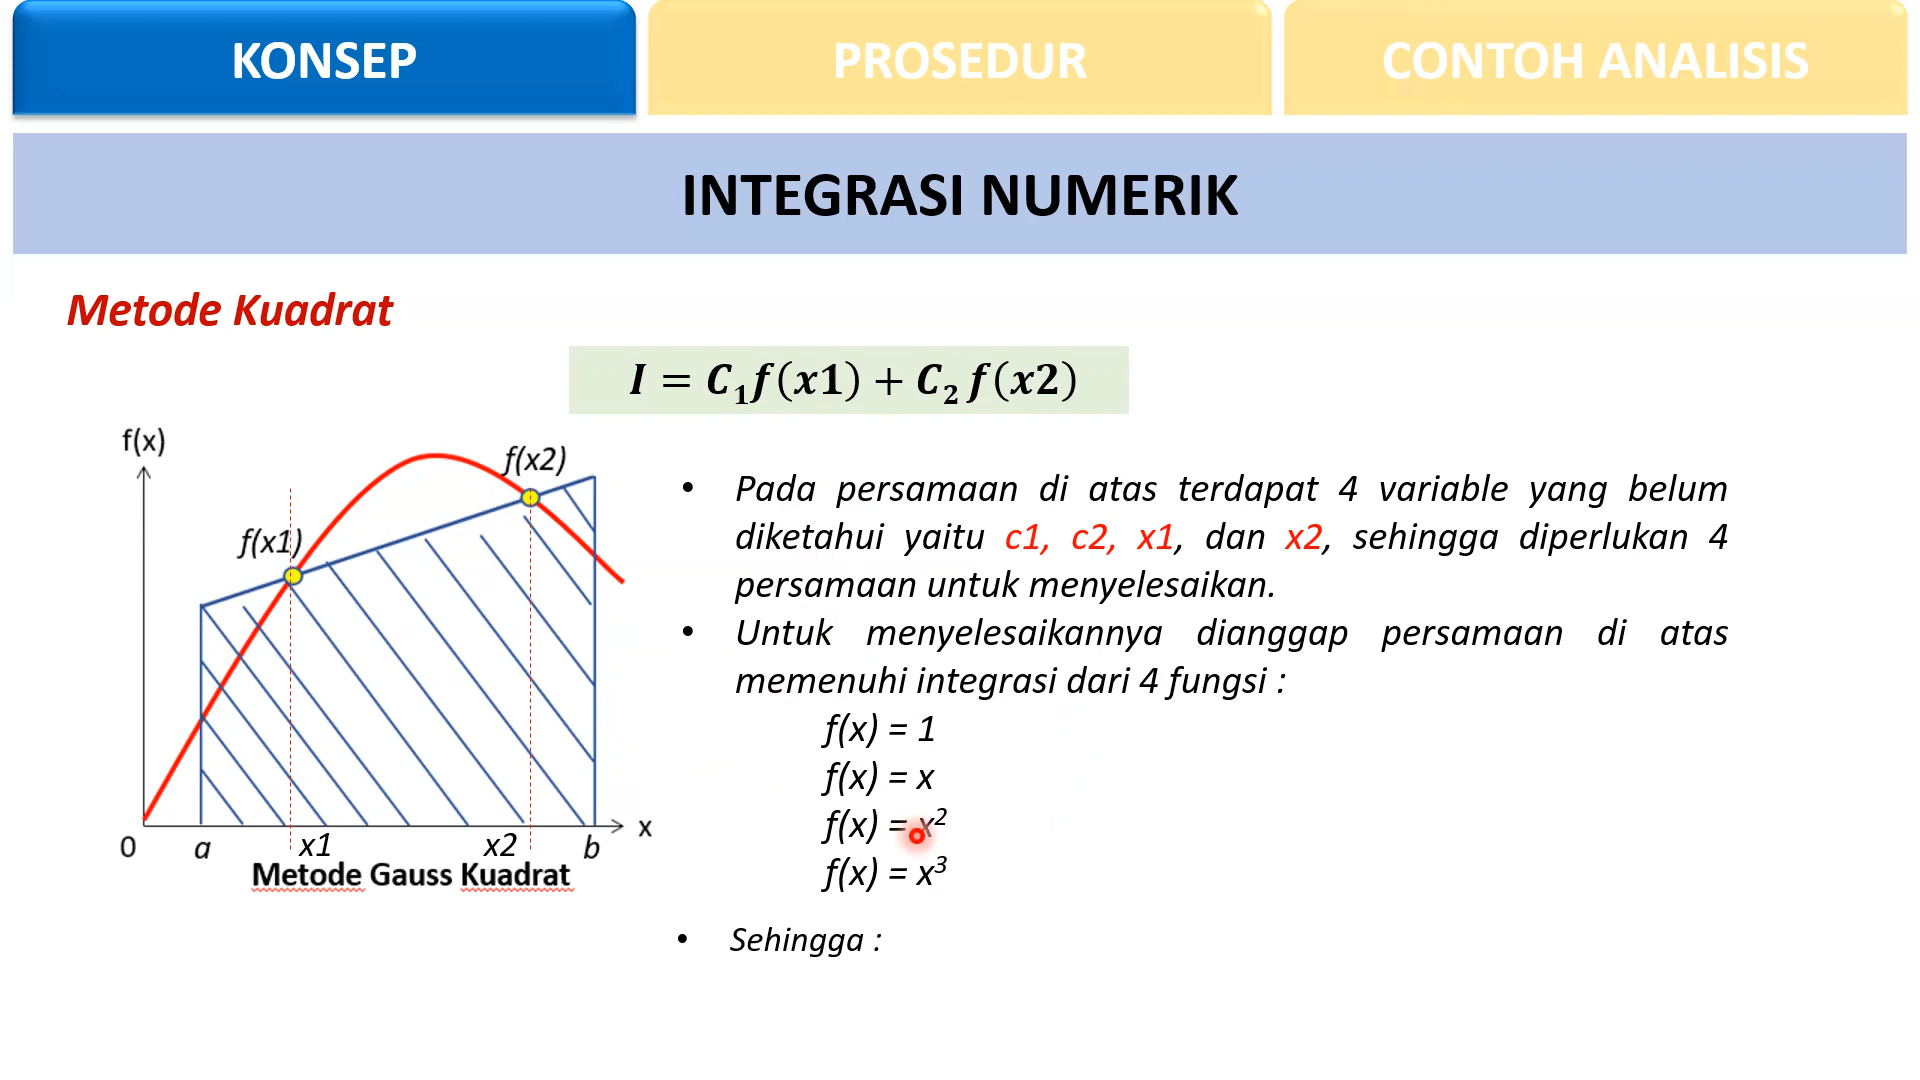 KONSEP
PROSEDUR
CONTOH ANALISIS
INTEGRASI NUMERIK
Metode Kuadrat
I = C₁f(x1) + C₂ f(x2)
f(x)
f(x2)
f(x1)
0
a
x1
x2
b
x
Metode Gauss Kuadrat
• Pada persamaan di atas terdapat 4 variable yang belum
diketahui yaitu c1, c2, x1, dan x2, sehingga diperlukan 4
persamaan untuk menyelesaikan.
• Untuk menyelesaikannya dianggap persamaan di atas
memenuhi integrasi dari 4 fungsi :
f(x) = 1
f(x) = x
f(x) = x²
f(x) = x³
• Sehingga :